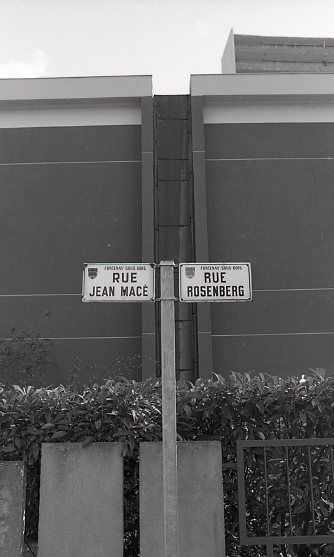 FONTENAY-SOUS-BOIS
RUE
JEAN MACÉ
FONTENAY-SOUS-BOIS
RUE
ROSENBERG